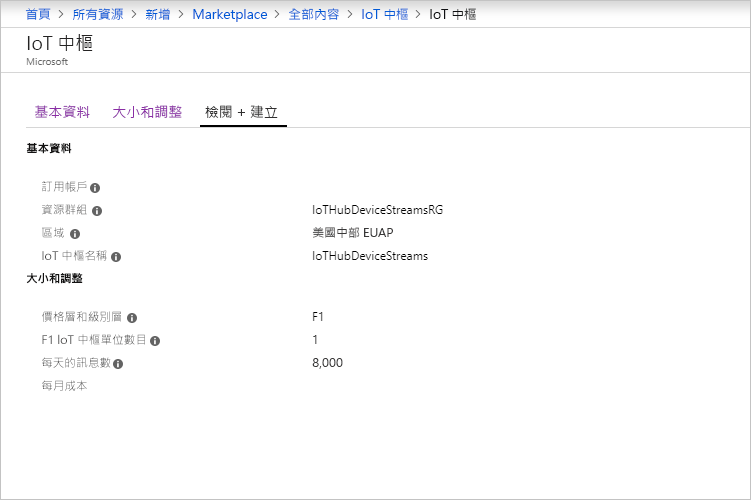 首頁 > 所有資源 > 新增 > Marketplace > 全部內容 > IoT 中樞 > IoT 中樞
IoT 中樞
Microsoft
基本資料 大小和調整 檢閱 + 建立
基本資料
訂用帳戶
資源群組 IoTHubDeviceStreamsRG
區域 美國中部 EUAP
IoT 中樞名稱 IoTHubDeviceStreams
大小和調整
價格層和級別層 F1
F1 IoT 中樞單位數目 1
每天的訊息數 8,000
每月成本